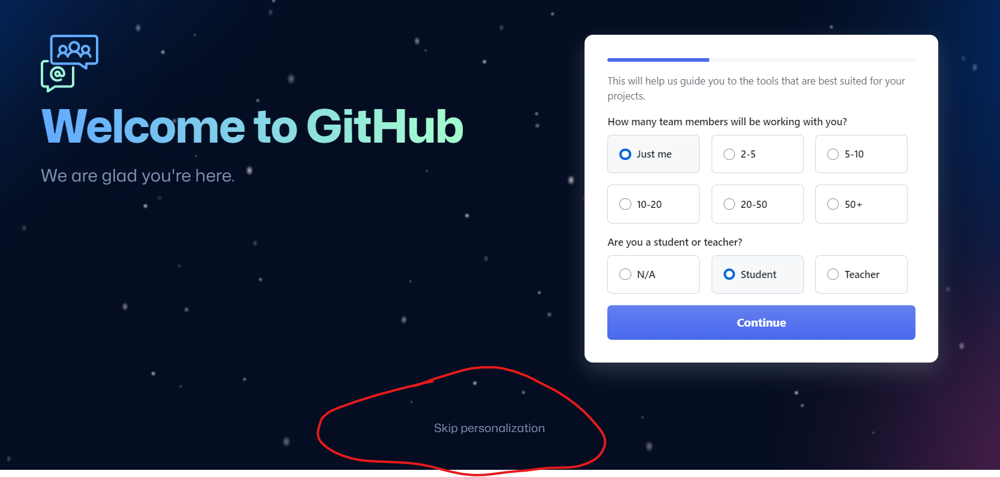 Welcome to GitHub
We are glad you're here.
This will help us guide you to the tools that are best suited for your
projects.
How many team members will be working with you?
Just me
2-5
5-10
10-20
20-50
50+
Are you a student or teacher?
N/A
Student
Teacher
Continue
Skip personalization